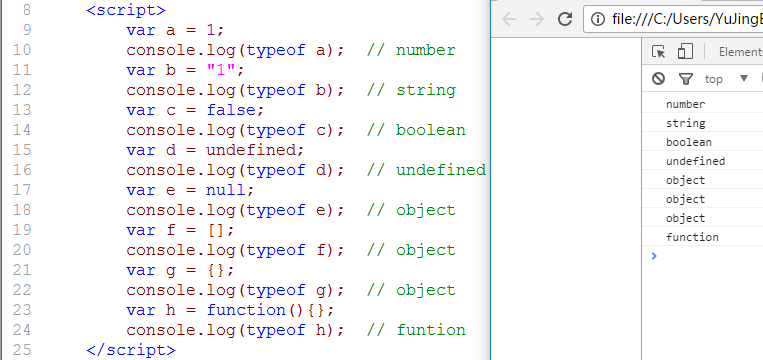 8 <script>
9 var a = 1;
10 console.log(typeof a);  // number
11 var b = "1";
12 console.log(typeof b);  // string
13 var c = false;
14 console.log(typeof c);  // boolean
15 var d = undefined;
16 console.log(typeof d);  // undefined
17 var e = null;
18 console.log(typeof e);  // object
19 var f = [];
20 console.log(typeof f);  // object
21 var g = {};
22 console.log(typeof g);  // object
23 var h = function(){};
24 console.log(typeof h);  // funtion
25 </script>
file:///C:/Users/YuJing
Elements
top
number
string
boolean
undefined
object
object
object
function